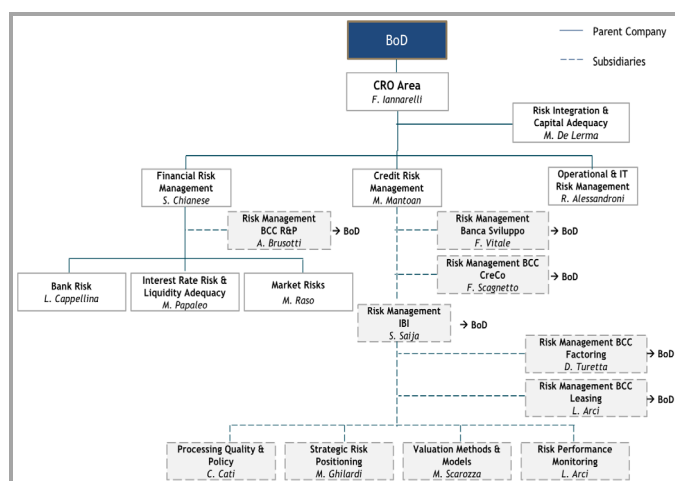 BoD
Parent Company
Subsidiaries
CRO Area
F. Iannarelli
Risk Integration &
Capital Adequacy
M. De Lerma
Financial Risk
Management
S. Chianese
Credit Risk
Management
M. Mantoan
Operational & IT
Risk Management
R. Alessandroni
Risk Management
BCC R&P
A. Brusotti
→ BoD
Risk Management
Banca Sviluppo
F. Vitale
→ BoD
Risk Management BCC
CreCo
F. Scagnetto
→ BoD
Bank Risk
L. Cappellina
Interest Rate Risk &
Liquidity Adequacy
M. Papaleo
Market Risks
M. Raso
Risk Management
IBI
S. Saija
→ BoD
Risk Management BCC
Factoring
D. Turetta
→ BoD
Risk Management BCC
Leasing
L. Arci
→ BoD
Processing Quality &
Policy
C. Cati
Strategic Risk
Positioning
M. Ghilardi
Valuation Methods &
Models
M. Scarozza
Risk Performance
Monitoring
L. Arci